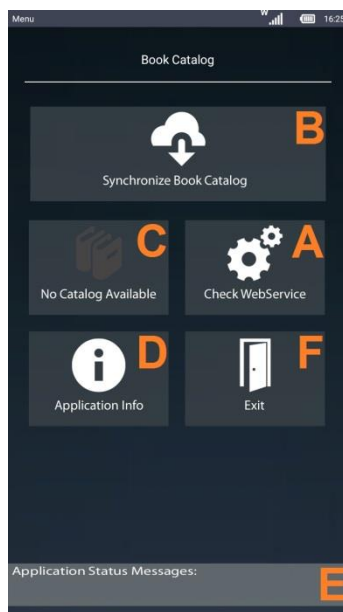 Menu
W
16:25
Book Catalog
B
Synchronize Book Catalog
C
No Catalog Available
A
Check WebService
D
Application Info
F
Exit
Application Status Messages:
E